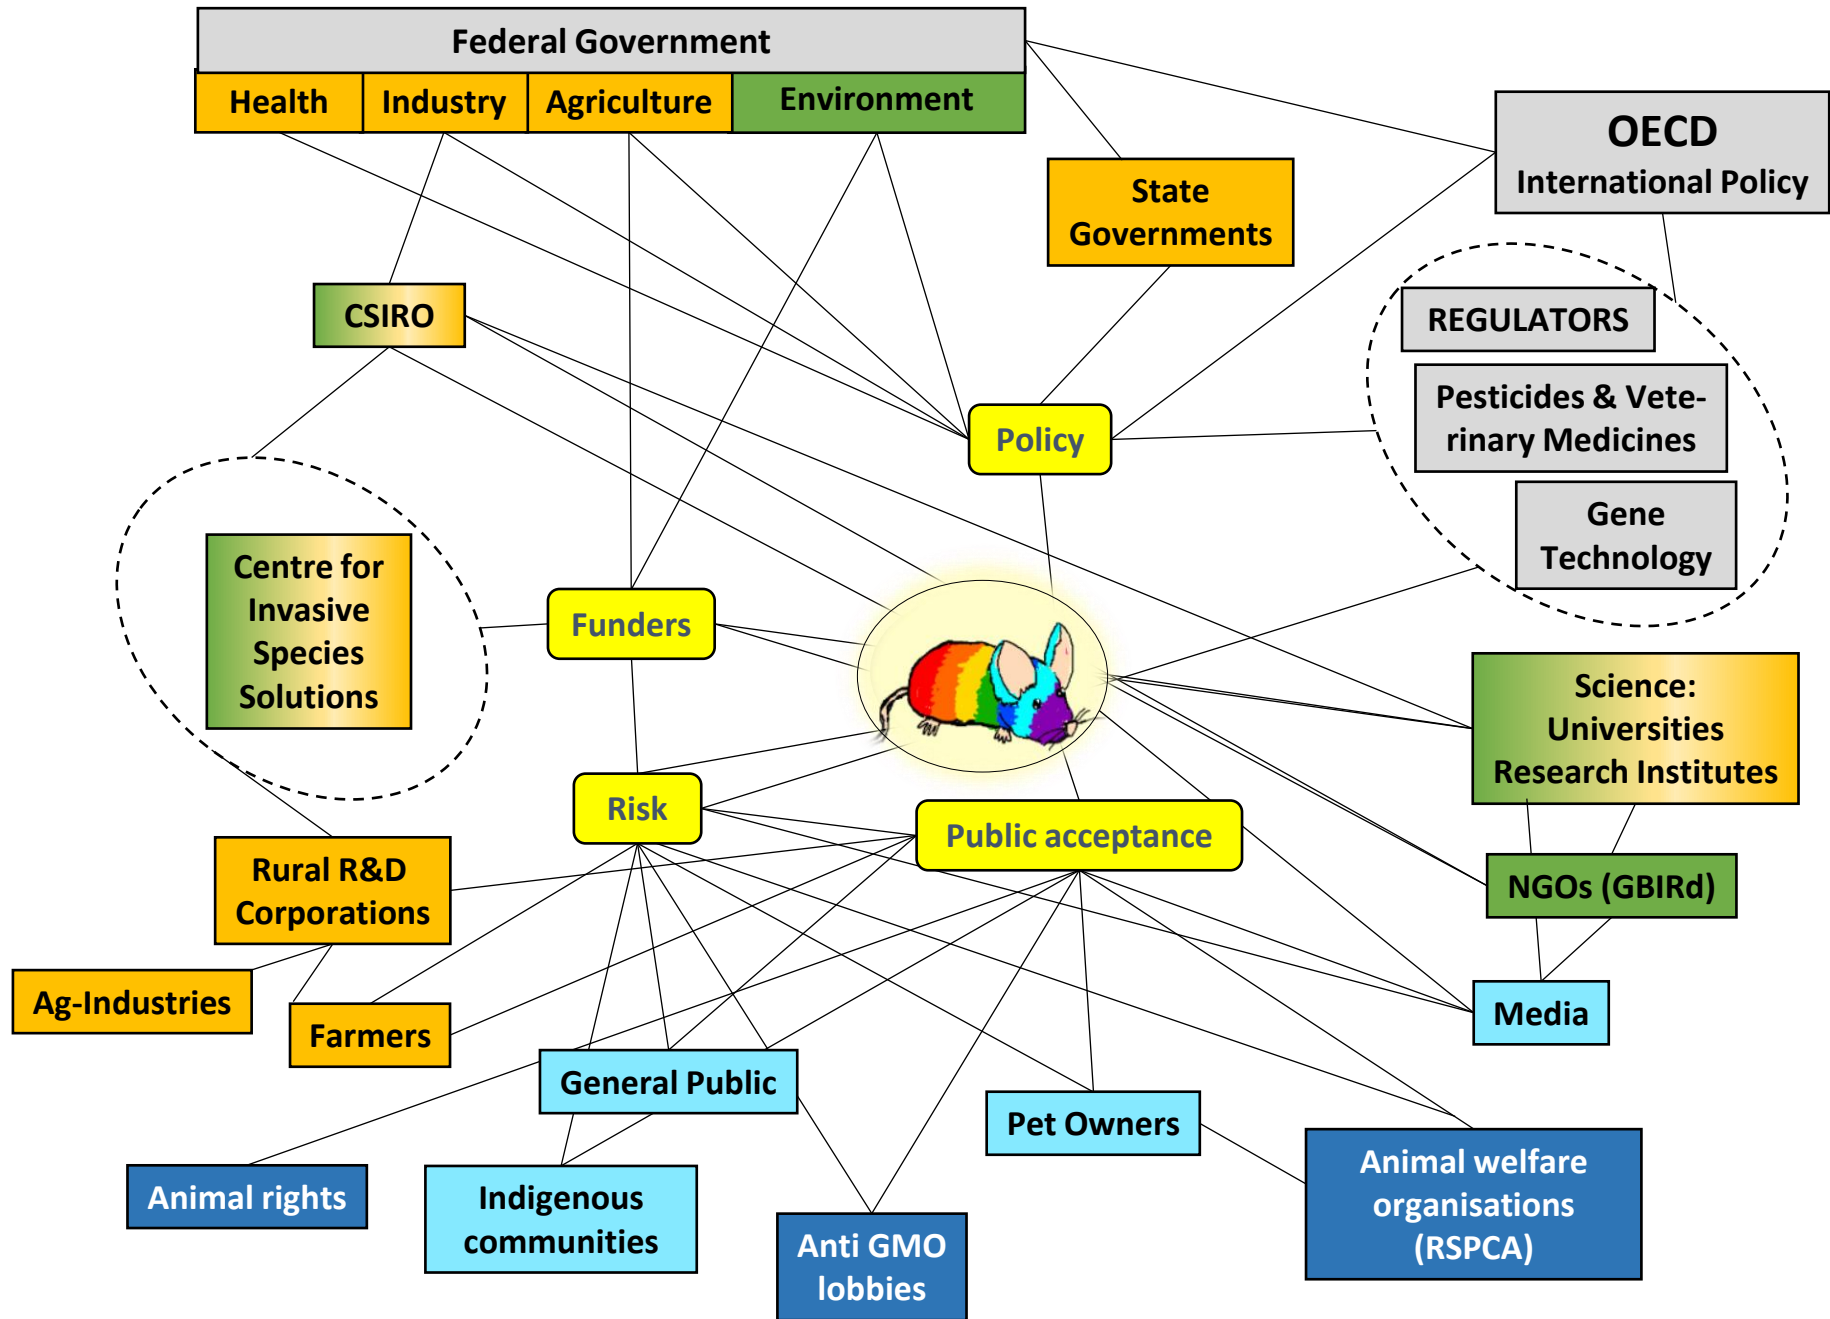 Federal Government
Health
Industry
Agriculture
Environment
OECD
International Policy
State
Governments
CSIRO
REGULATORS
Pesticides & Vete-
rinary Medicines
Gene
Technology
Policy
Centre for
Invasive
Species
Solutions
Funders
Science:
Universities
Research Institutes
Risk
Public acceptance
Rural R&D
Corporations
NGOs (GBIRd)
Ag-Industries
Farmers
Media
General Public
Pet Owners
Animal rights
Indigenous
communities
Anti GMO
lobbies
Animal welfare
organisations
(RSPCA)